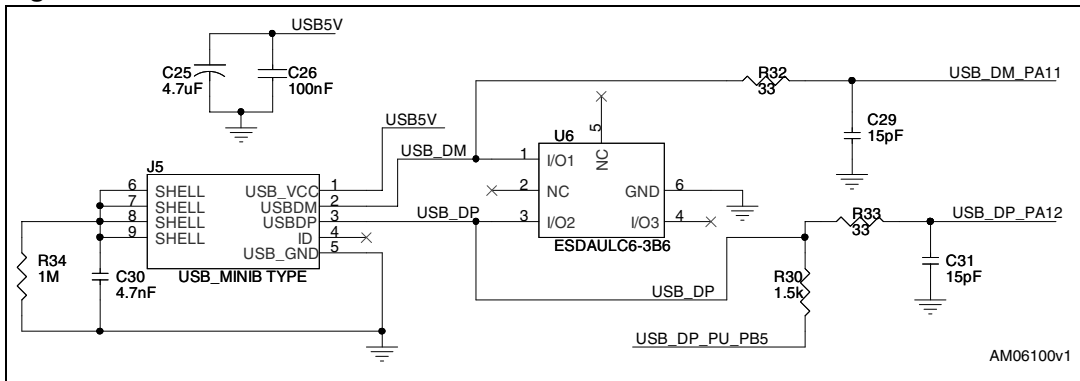 USB5V
C25
4.7uF
C26
100nF
R32
33
USB_DM_PA11
C29
15pF
USB5V
U6
5
NC
USB_DM
1
I/O1
2
NC
GND
6
USB_DP
3
I/O2
I/O3
4
ESDAULC6-3B6
J5
6
SHELL
USB_VCC
1
7
SHELL
USBDM
2
8
SHELL
USBDP
3
9
SHELL
ID
4
USB_GND
5
USB_MINIB TYPE
R34
1M
C30
4.7nF
R33
33
USB_DP_PA12
C31
15pF
USB_DP
R30
1.5k
USB_DP_PU_PB5
AM06100v1